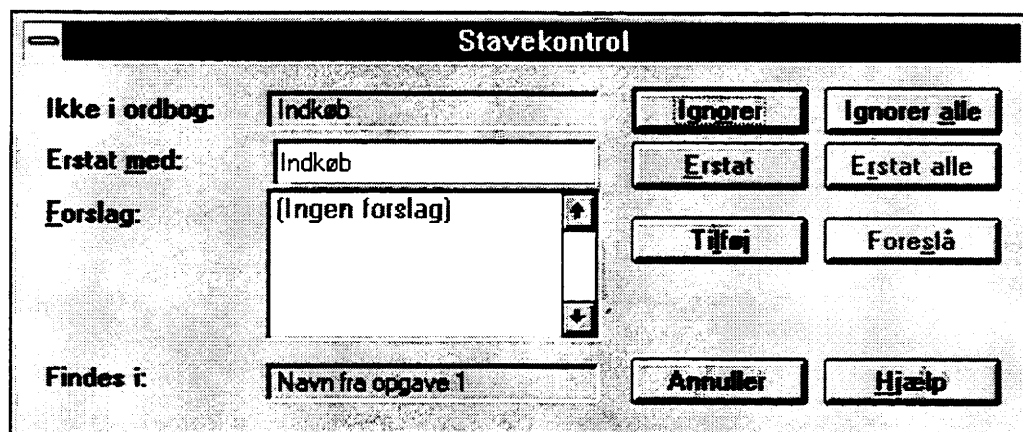 Stavekontrol
Ikke i ordbog: Indkøb Ignorer Ignorer alle
Erstat med: Indkøb Erstat Erstat alle
Forslag: (Ingen forslag)
Tilføj Foreslå
Findes i: Navn fra opgave 1 Annuller Hjælp